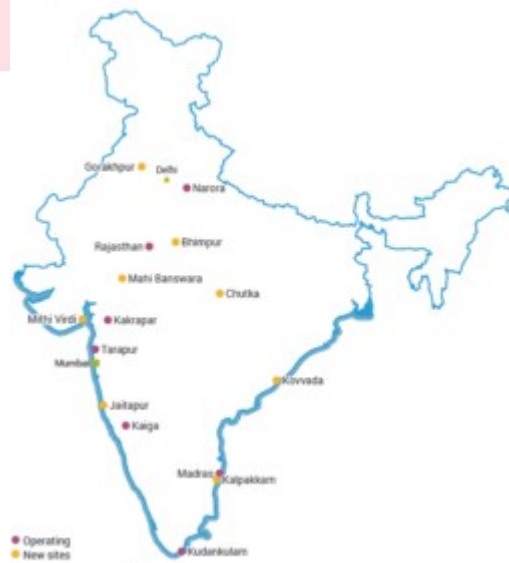 Gorakhpur
Delhi
Narora
Rajasthan
Bhimpur
Mahi Banswara
Chutka
Mithi Virdi
Kakrapar
Tarapur
Mumbai
Kovvada
Jaitapur
Kaiga
Madras
Kalpakkam
Operating
New sites
Kudankulam